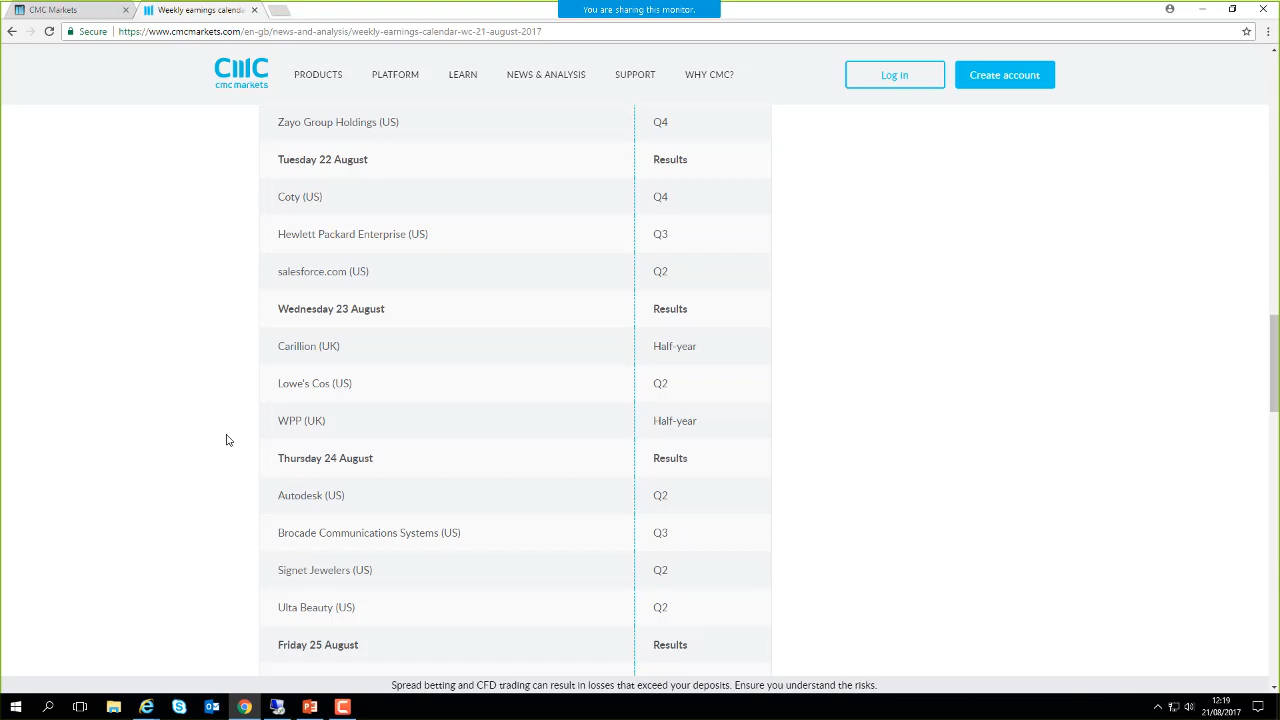 CMC Markets
Weekly earnings calenda
You are sharing this monitor.
Secure
https://www.cmcmarkets.com/en-gb/news-and-analysis/weekly-earnings-calendar-wc-21-august-2017
cmc markets
PRODUCTS PLATFORM LEARN NEWS & ANALYSIS SUPPORT WHY CMC?
Log in
Create account
Zayo Group Holdings (US) Q4
Tuesday 22 August Results
Coty (US) Q4
Hewlett Packard Enterprise (US) Q3
salesforce.com (US) Q2
Wednesday 23 August Results
Carillion (UK) Half-year
Lowe's Cos (US) Q2
WPP (UK) Half-year
Thursday 24 August Results
Autodesk (US) Q2
Brocade Communications Systems (US) Q3
Signet Jewelers (US) Q2
Ulta Beauty (US) Q2
Friday 25 August Results
Spread betting and CFD trading can result in losses that exceed your deposits. Ensure you understand the risks.
12:19
21/08/2017